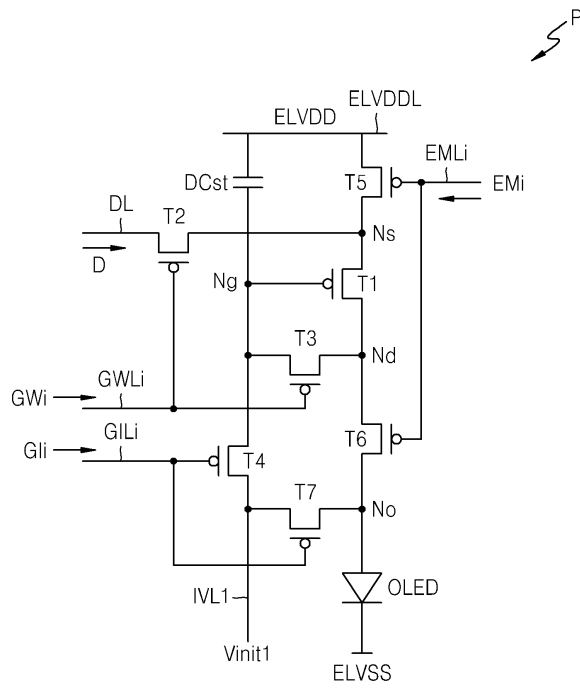 P
ELVDDL
ELVDD
EMLi
DCst
T5
EMi
DL
T2
Ns
D
Ng
T1
T3
Nd
GWLi
GWi
GILi
T6
GIi
T4
T7
No
IVL1
OLED
Vinit1
ELVSS